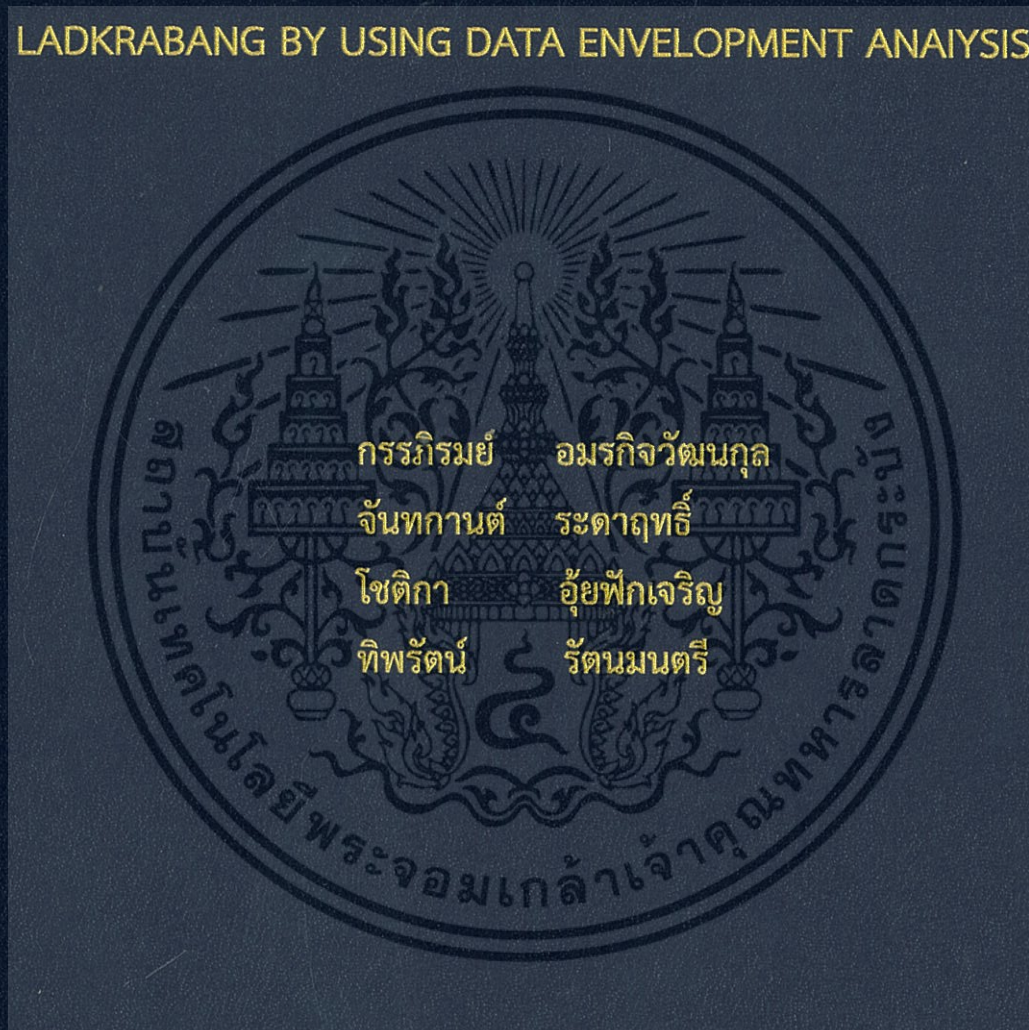 LADKRABANG BY USING DATA ENVELOPMENT ANAIYSIS
กรรภิรมย์ อมรกิจวัฒนกุล
จันทกานต์ ระดาฤทธิ์
โชติกา อุ้ยฟักเจริญ
ทิพรัตน์ รัตนมนตรี
๔
สถาบันเทคโนโลยีพระจอมเกล้าเจ้าคุณทหารลาดกระบัง